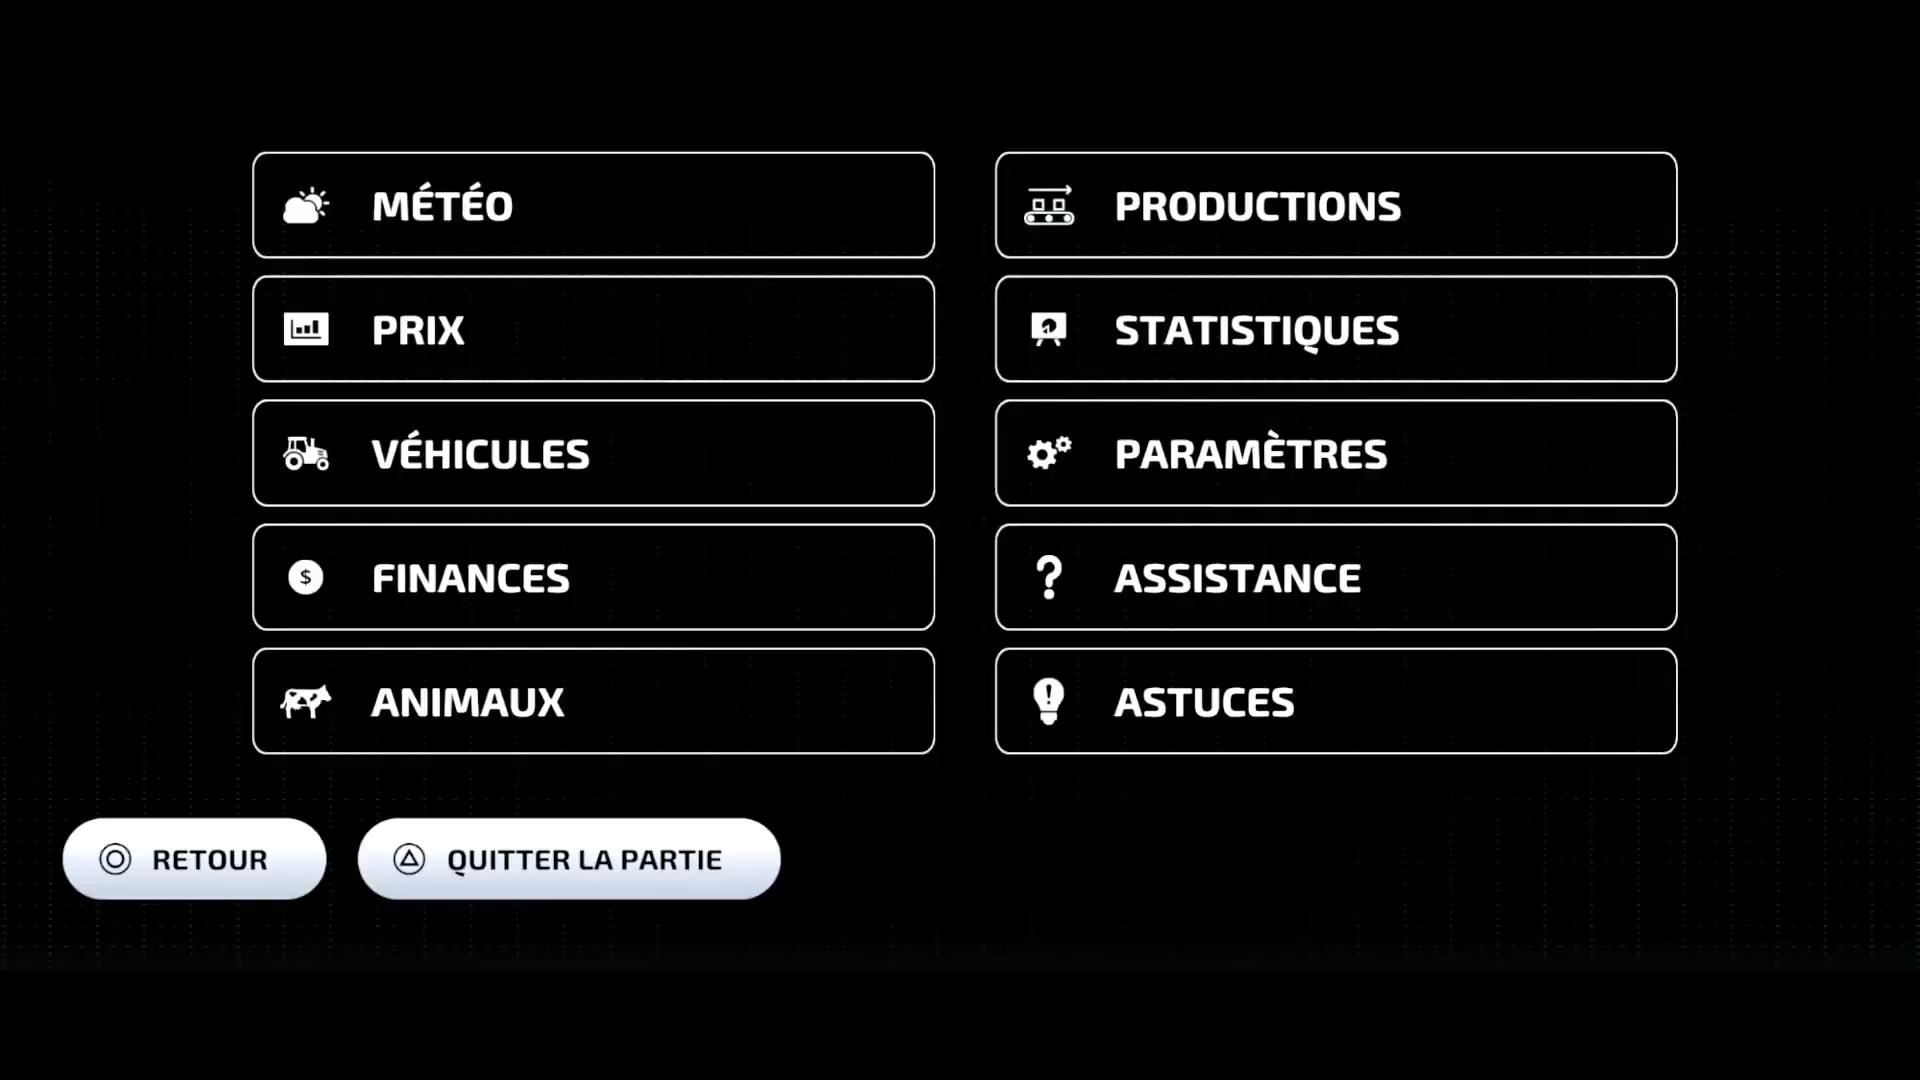 MÉTÉO
PRIX
VÉHICULES
FINANCES
ANIMAUX
PRODUCTIONS
STATISTIQUES
PARAMÈTRES
ASSISTANCE
ASTUCES
RETOUR
QUITTER LA PARTIE